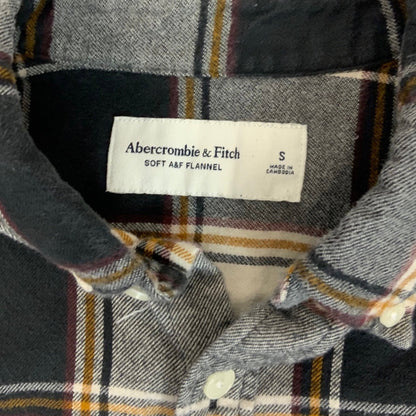 Abercrombie & Fitch
SOFT A&F FLANNEL
S
MADE IN
CAMBODIA